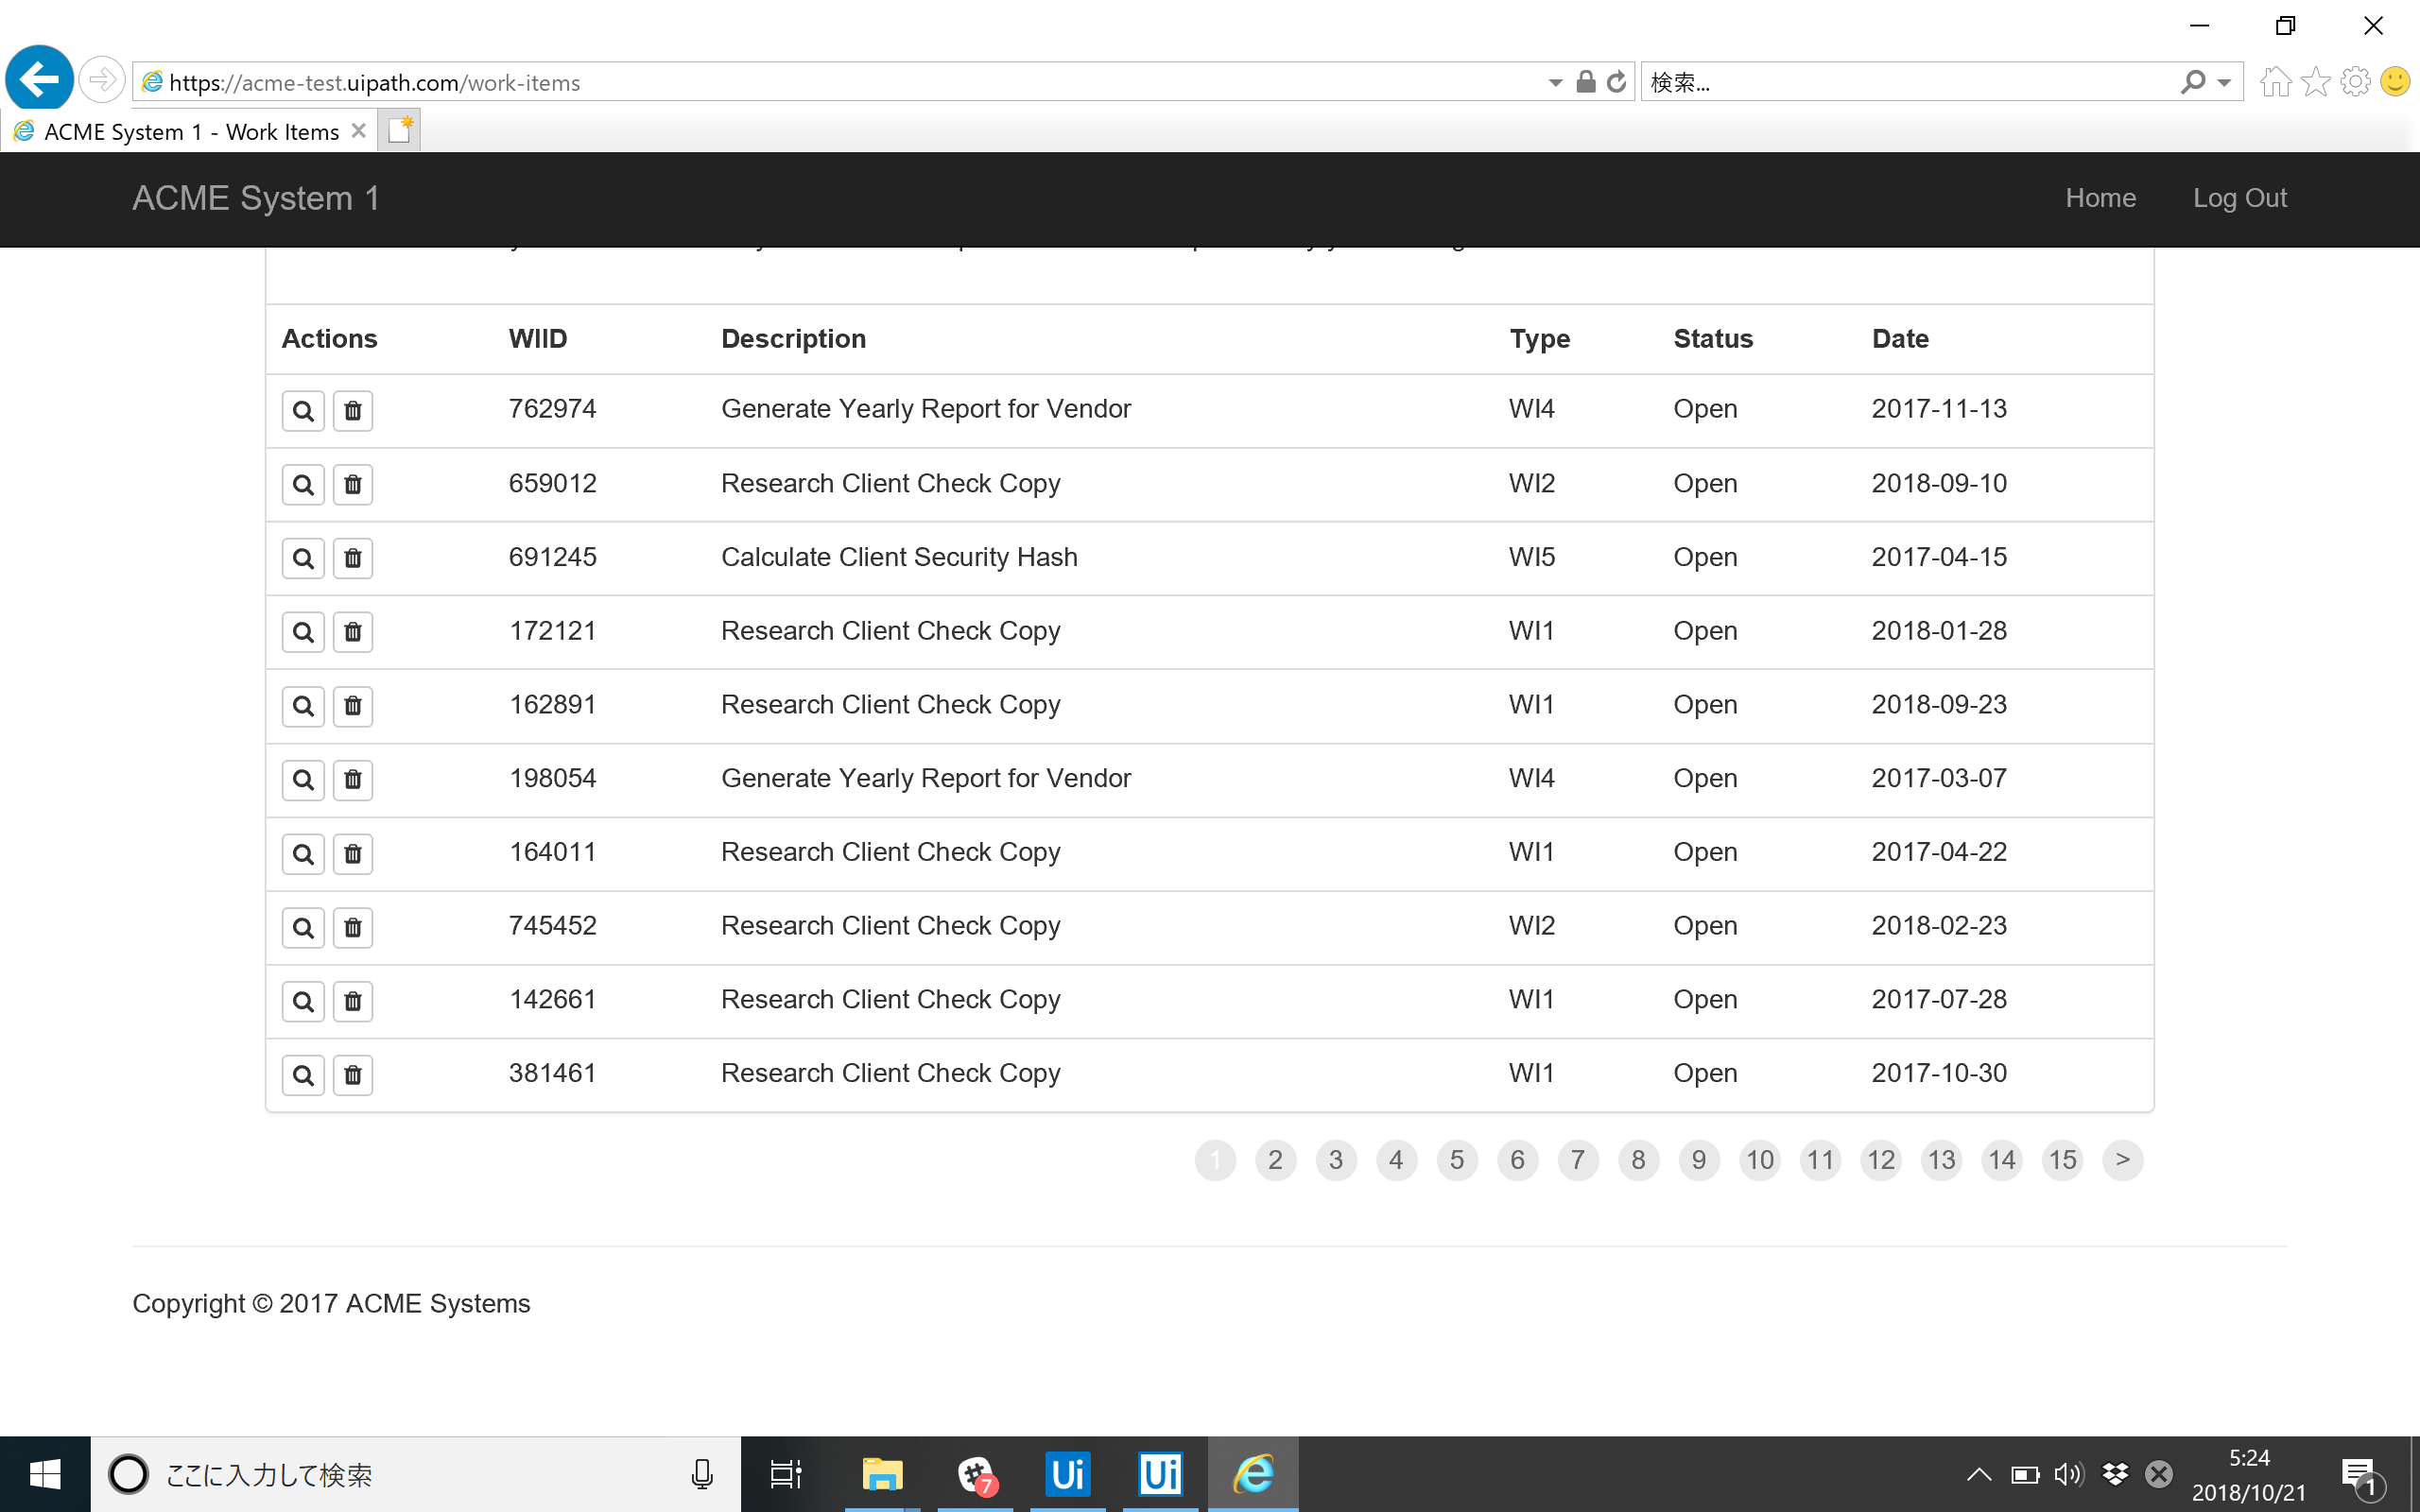 https://acme-test.uipath.com/work-items
検索...
ACME System 1 - Work Items
ACME System 1 Home Log Out
Actions WIID Description Type Status Date
762974 Generate Yearly Report for Vendor WI4 Open 2017-11-13
659012 Research Client Check Copy WI2 Open 2018-09-10
691245 Calculate Client Security Hash WI5 Open 2017-04-15
172121 Research Client Check Copy WI1 Open 2018-01-28
162891 Research Client Check Copy WI1 Open 2018-09-23
198054 Generate Yearly Report for Vendor WI4 Open 2017-03-07
164011 Research Client Check Copy WI1 Open 2017-04-22
745452 Research Client Check Copy WI2 Open 2018-02-23
142661 Research Client Check Copy WI1 Open 2017-07-28
381461 Research Client Check Copy WI1 Open 2017-10-30
1 2 3 4 5 6 7 8 9 10 11 12 13 14 15 >
Copyright © 2017 ACME Systems
ここに入力して検索
7
Ui
Ui
5:24
2018/10/21
1